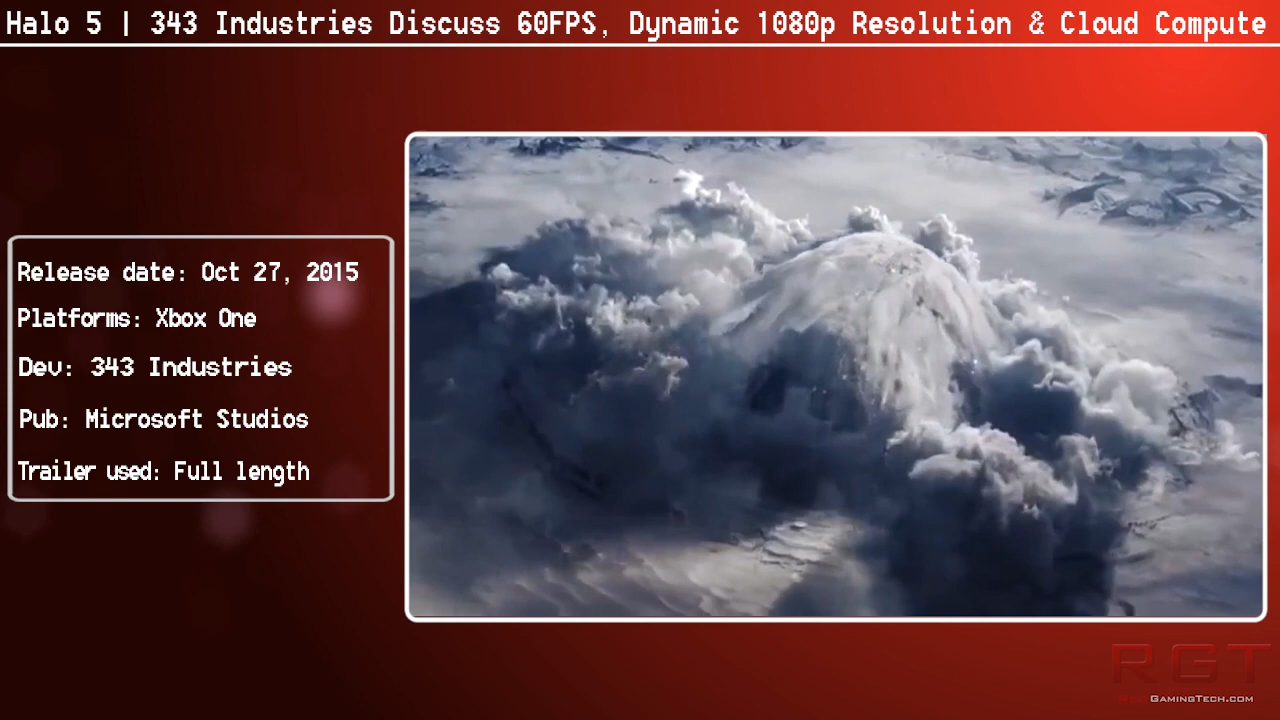 Halo 5 | 343 Industries Discuss 60FPS, Dynamic 1080p Resolution & Cloud Compute
Release date: Oct 27, 2015
Platforms: Xbox One
Dev: 343 Industries
Pub: Microsoft Studios
Trailer used: Full length
RGT
RedGamingTech.com